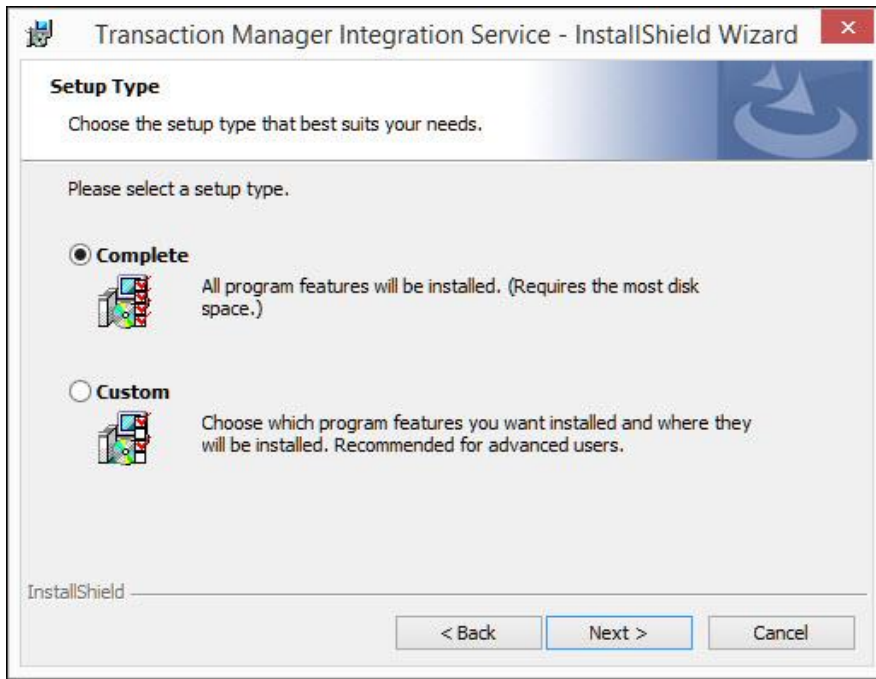 Transaction Manager Integration Service - InstallShield Wizard
Setup Type
Choose the setup type that best suits your needs.
Please select a setup type.
Complete
All program features will be installed. (Requires the most disk
space.)
Custom
Choose which program features you want installed and where they
will be installed. Recommended for advanced users.
InstallShield
< Back
Next >
Cancel